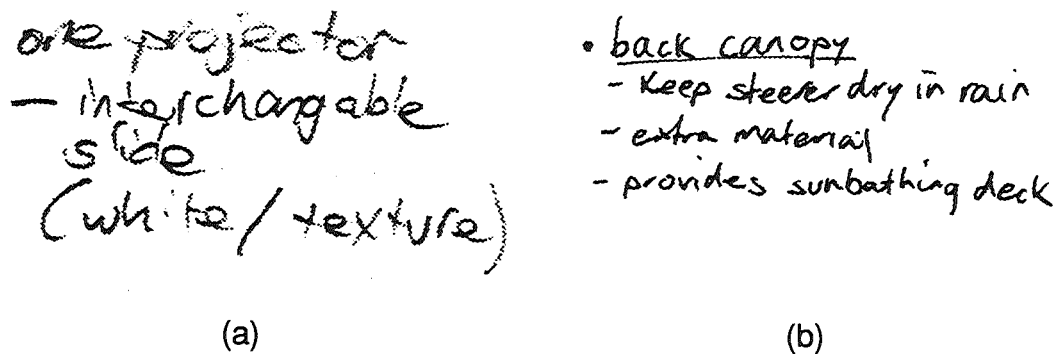 one projector
— interchangable
slide
(white / texture)
(a)
• back canopy
- Keep steerer dry in rain
- extra material
- provides sunbathing deck
(b)